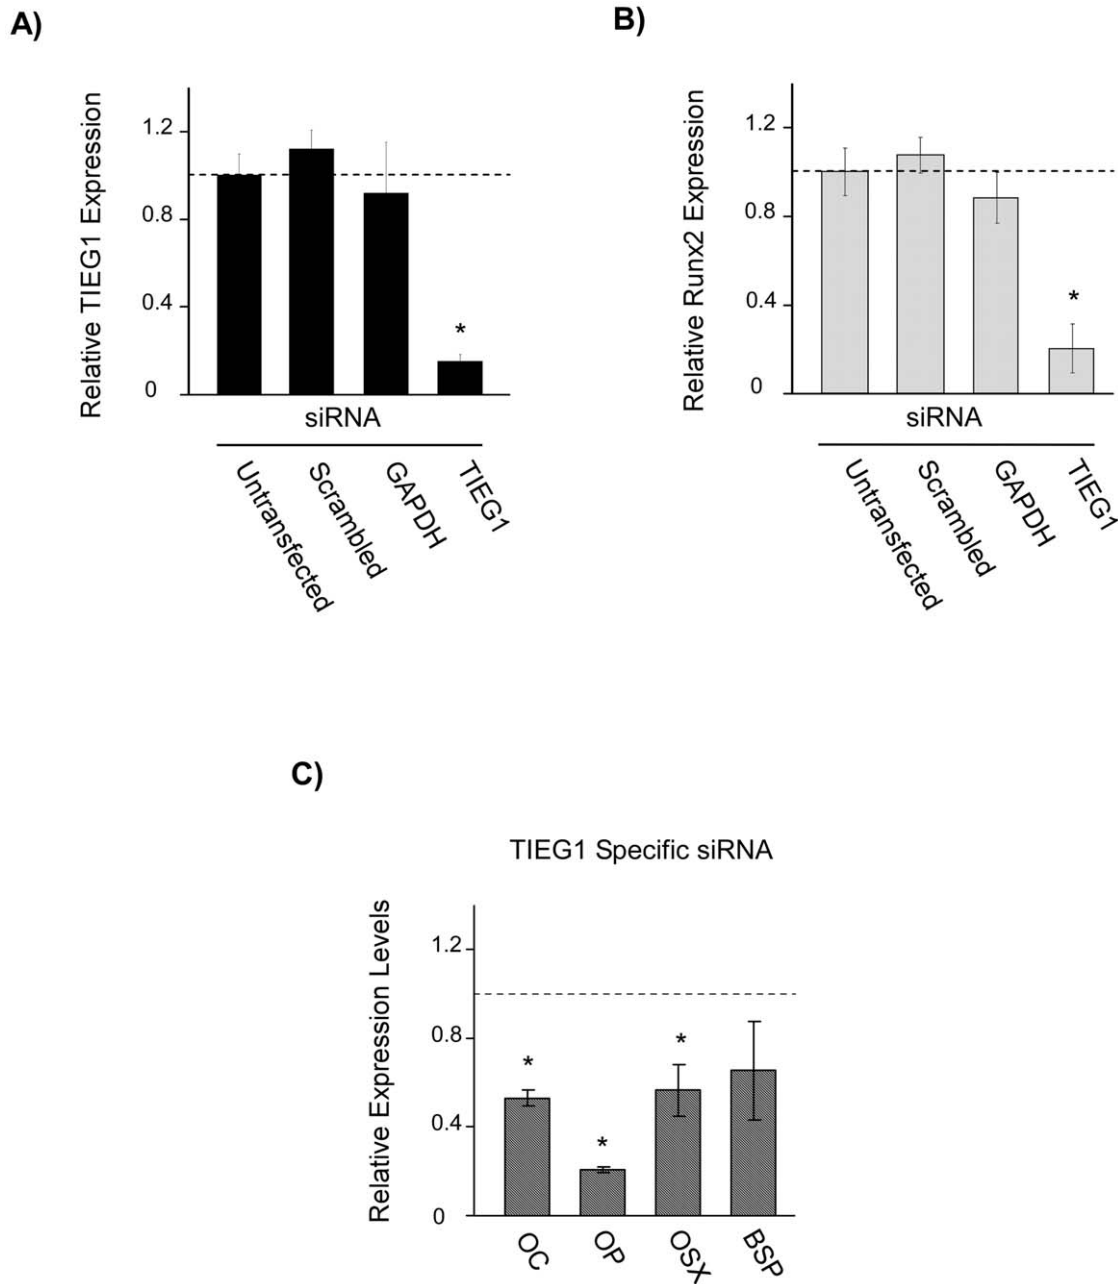 A)
Relative TIEG1 Expression
1.2
0.8
0.4
0
*
siRNA
Untransfected
Scrambled
GAPDH
TIEG1
B)
Relative Runx2 Expression
1.2
0.8
0.4
0
*
siRNA
Untransfected
Scrambled
GAPDH
TIEG1
C)
TIEG1 Specific siRNA
Relative Expression Levels
1.2
0.8
0.4
0
*
*
*
OC
OP
OSX
BSP